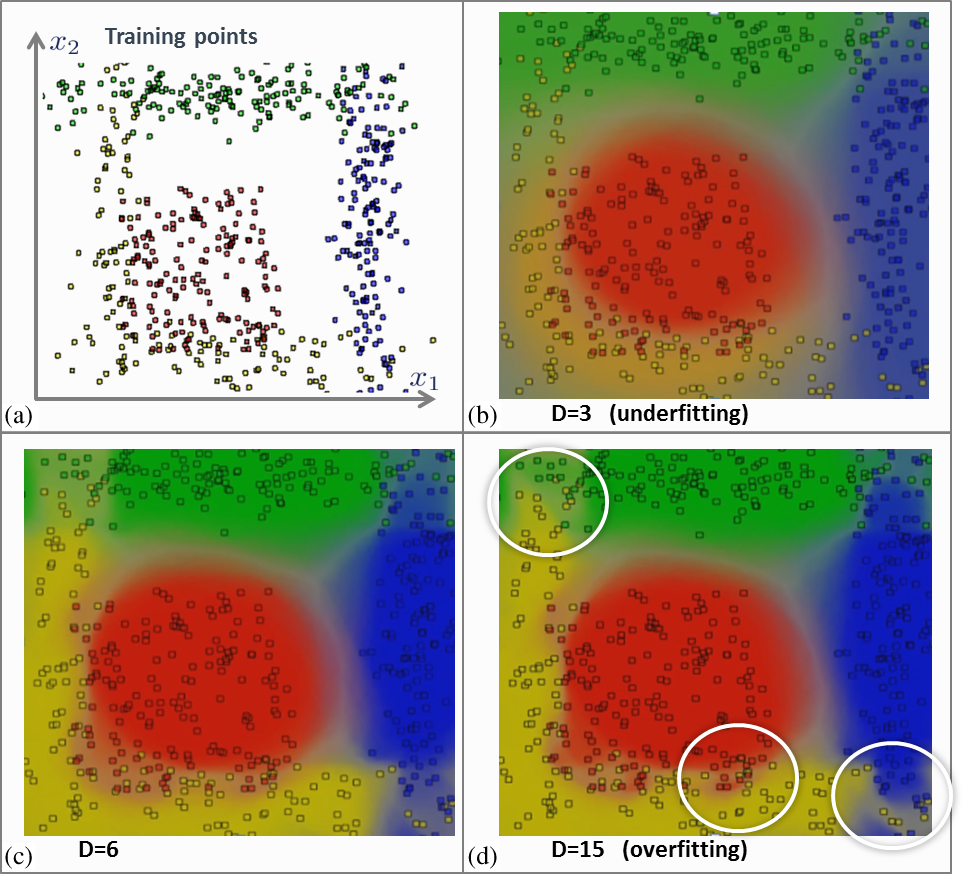 x₂
Training points
x₁
(a)
(b)
D=3 (underfitting)
(c)
D=6
(d)
D=15 (overfitting)